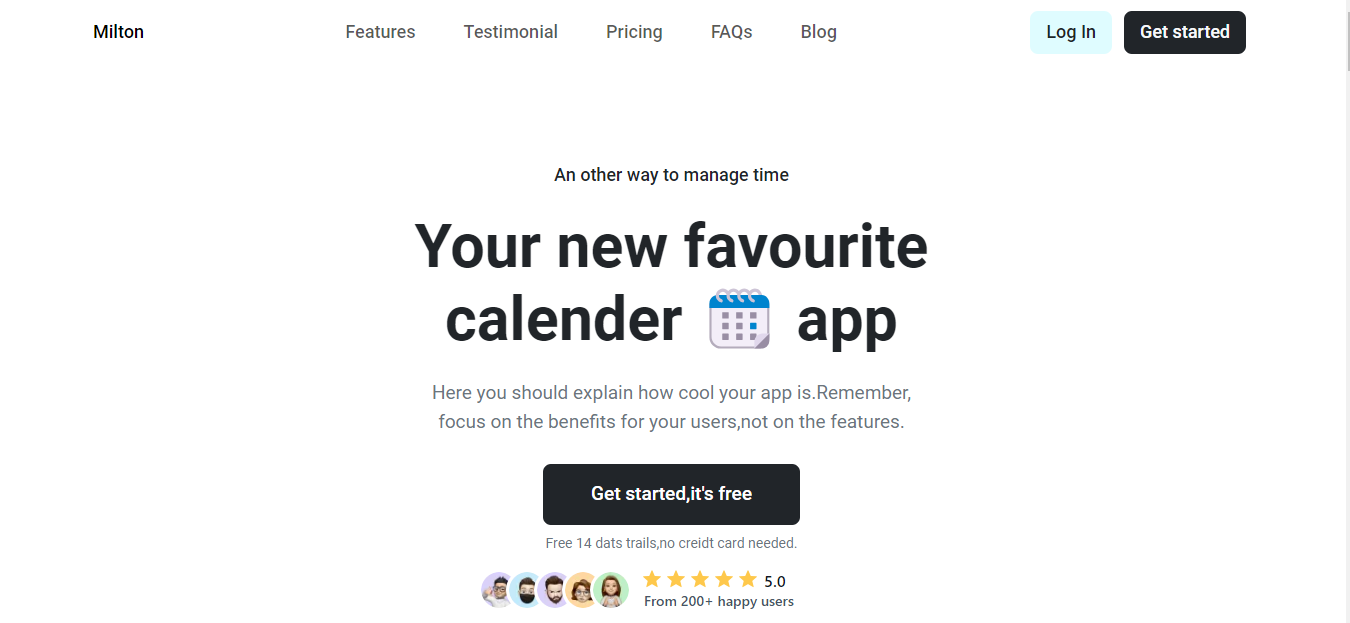 Milton
Features
Testimonial
Pricing
FAQs
Blog
Log In
Get started
An other way to manage time
Your new favourite
calender app
Here you should explain how cool your app is.Remember,
focus on the benefits for your users,not on the features.
Get started,it's free
Free 14 dats trails,no creidt card needed.
5.0
From 200+ happy users